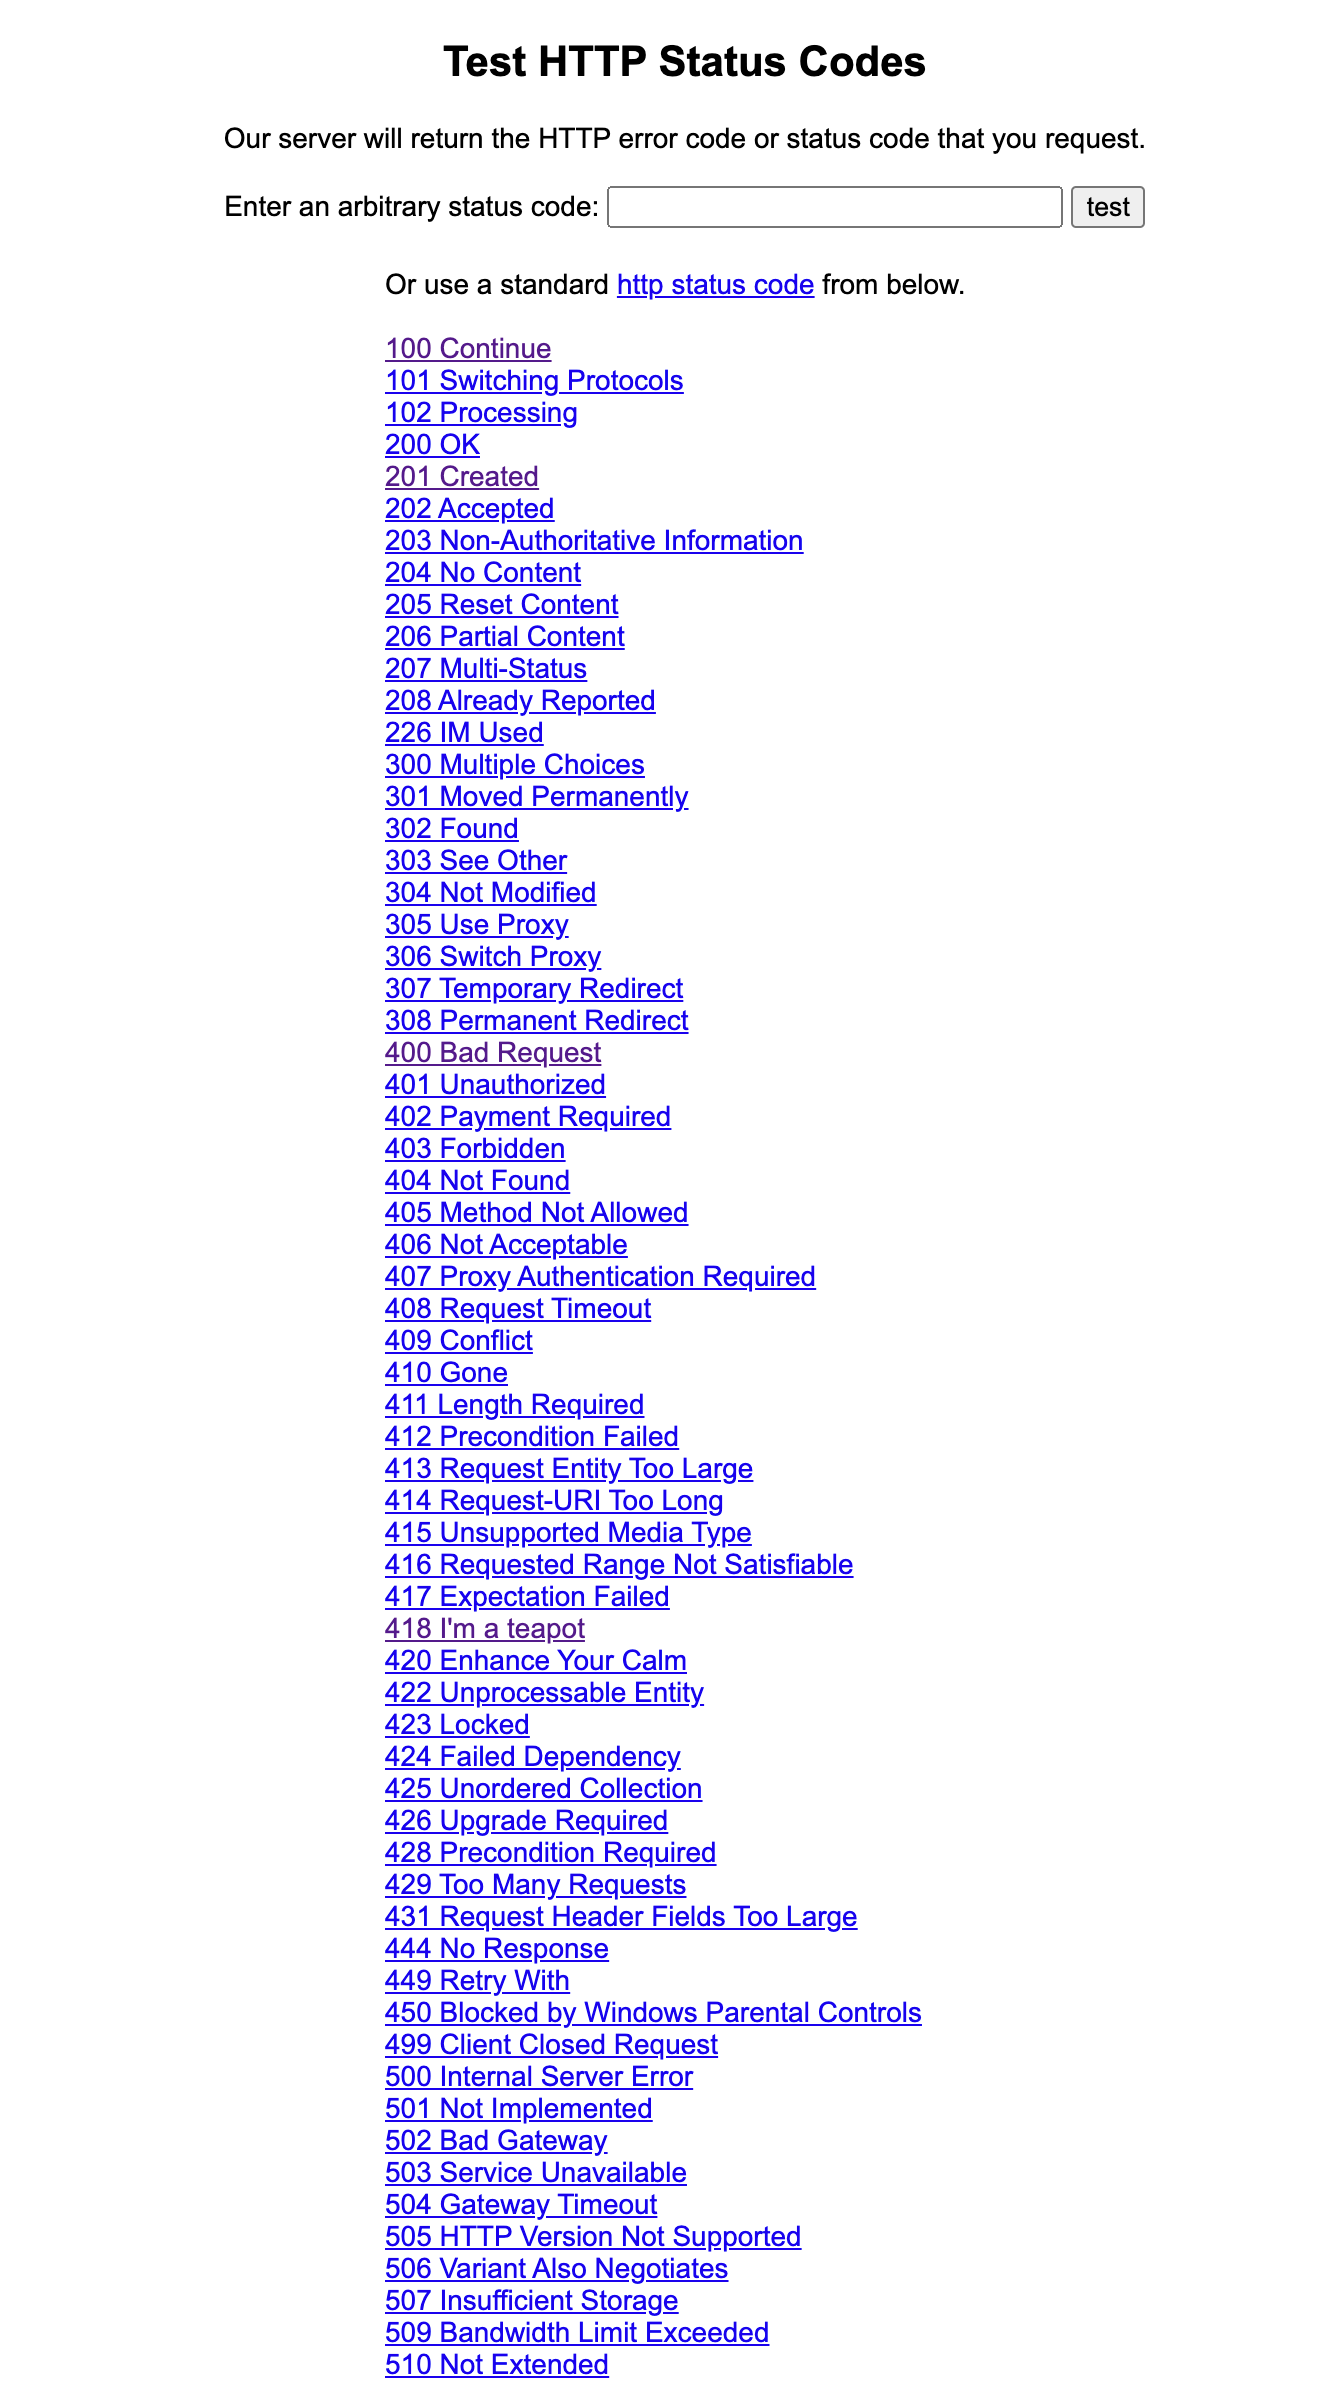 Test HTTP Status Codes
Our server will return the HTTP error code or status code that you request.
Enter an arbitrary status code: test
Or use a standard http status code from below.
100 Continue
101 Switching Protocols
102 Processing
200 OK
201 Created
202 Accepted
203 Non-Authoritative Information
204 No Content
205 Reset Content
206 Partial Content
207 Multi-Status
208 Already Reported
226 IM Used
300 Multiple Choices
301 Moved Permanently
302 Found
303 See Other
304 Not Modified
305 Use Proxy
306 Switch Proxy
307 Temporary Redirect
308 Permanent Redirect
400 Bad Request
401 Unauthorized
402 Payment Required
403 Forbidden
404 Not Found
405 Method Not Allowed
406 Not Acceptable
407 Proxy Authentication Required
408 Request Timeout
409 Conflict
410 Gone
411 Length Required
412 Precondition Failed
413 Request Entity Too Large
414 Request-URI Too Long
415 Unsupported Media Type
416 Requested Range Not Satisfiable
417 Expectation Failed
418 I'm a teapot
420 Enhance Your Calm
422 Unprocessable Entity
423 Locked
424 Failed Dependency
425 Unordered Collection
426 Upgrade Required
428 Precondition Required
429 Too Many Requests
431 Request Header Fields Too Large
444 No Response
449 Retry With
450 Blocked by Windows Parental Controls
499 Client Closed Request
500 Internal Server Error
501 Not Implemented
502 Bad Gateway
503 Service Unavailable
504 Gateway Timeout
505 HTTP Version Not Supported
506 Variant Also Negotiates
507 Insufficient Storage
509 Bandwidth Limit Exceeded
510 Not Extended